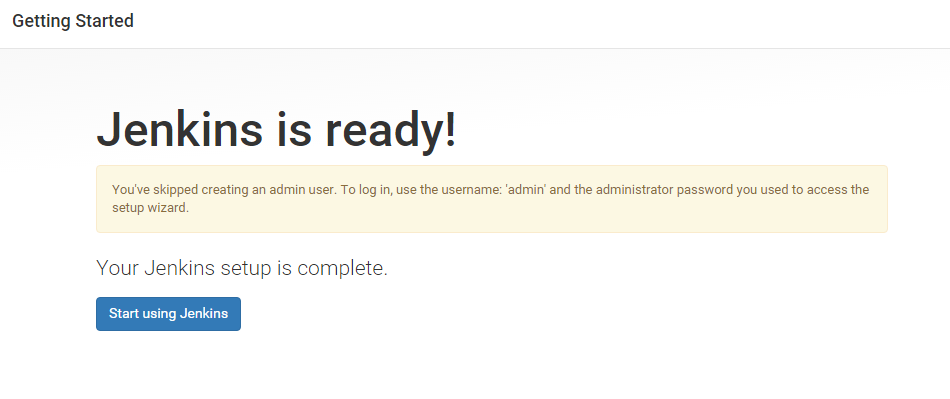 Getting Started
Jenkins is ready!
You've skipped creating an admin user. To log in, use the username: 'admin' and the administrator password you used to access the
setup wizard.
Your Jenkins setup is complete.
Start using Jenkins